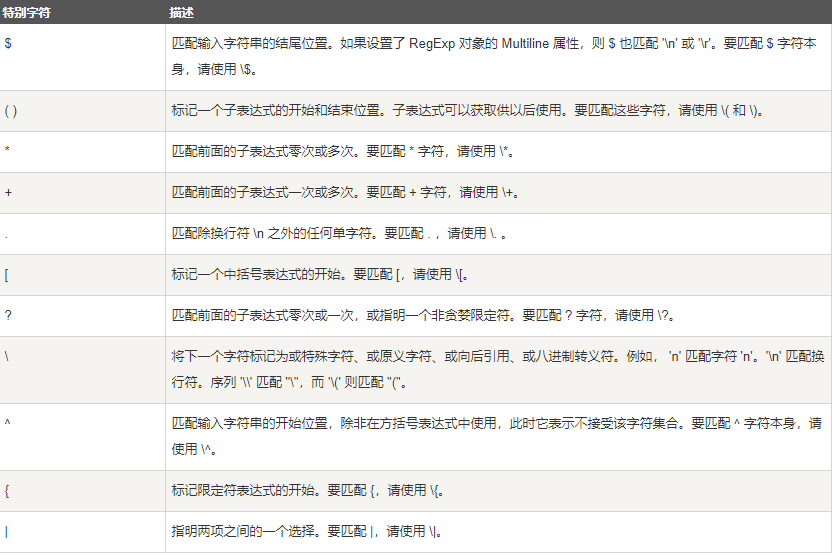 特别字符 描述
$ 匹配输入字符串的结尾位置。如果设置了 RegExp 对象的 Multiline 属性，则 $ 也匹配 '\n' 或 '\r'。要匹配 $ 字符本
身，请使用 \$。
( ) 标记一个子表达式的开始和结束位置。子表达式可以获取供以后使用。要匹配这些字符，请使用 \( 和 \)。
* 匹配前面的子表达式零次或多次。要匹配 * 字符，请使用 \*。
+ 匹配前面的子表达式一次或多次。要匹配 + 字符，请使用 \+。
. 匹配除换行符 \n 之外的任何单字符。要匹配 . ，请使用 \. 。
[ 标记一个中括号表达式的开始。要匹配 [，请使用 \[。
? 匹配前面的子表达式零次或一次，或指明一个非贪婪限定符。要匹配 ? 字符，请使用 \?。
\ 将下一个字符标记为或特殊字符、或原义字符、或向后引用、或八进制转义符。例如， 'n' 匹配字符 'n'。'\n' 匹配换
行符。序列 '\\' 匹配 "\"，而 '\(' 则匹配 "("。
^ 匹配输入字符串的开始位置，除非在方括号表达式中使用，此时它表示不接受该字符集合。要匹配 ^ 字符本身，请
使用 \^。
{ 标记限定符表达式的开始。要匹配 {，请使用 \{。
| 指明两项之间的一个选择。要匹配 |，请使用 \|。